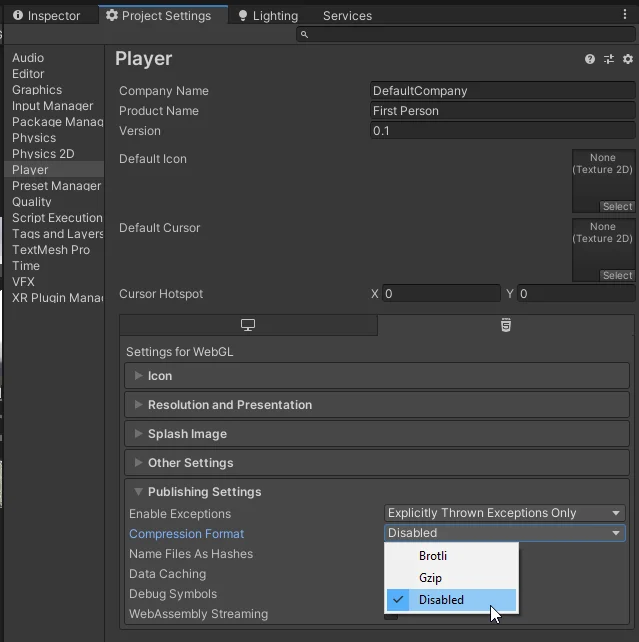 Inspector
Project Settings
Lighting
Services
Audio
Editor
Graphics
Input Manager
Package Manag
Physics
Physics 2D
Player
Preset Manager
Quality
Script Execution
Tags and Layers
TextMesh Pro
Time
VFX
XR Plugin Mana
Player
Company Name DefaultCompany
Product Name First Person
Version 0.1
Default Icon
None
(Texture 2D)
Select
Default Cursor
None
(Texture 2D)
Select
Cursor Hotspot X 0 Y 0
Settings for WebGL
Icon
Resolution and Presentation
Splash Image
Other Settings
Publishing Settings
Enable Exceptions Explicitly Thrown Exceptions Only
Compression Format Disabled
Name Files As Hashes
Data Caching
Debug Symbols
WebAssembly Streaming
Brotli
Gzip
Disabled